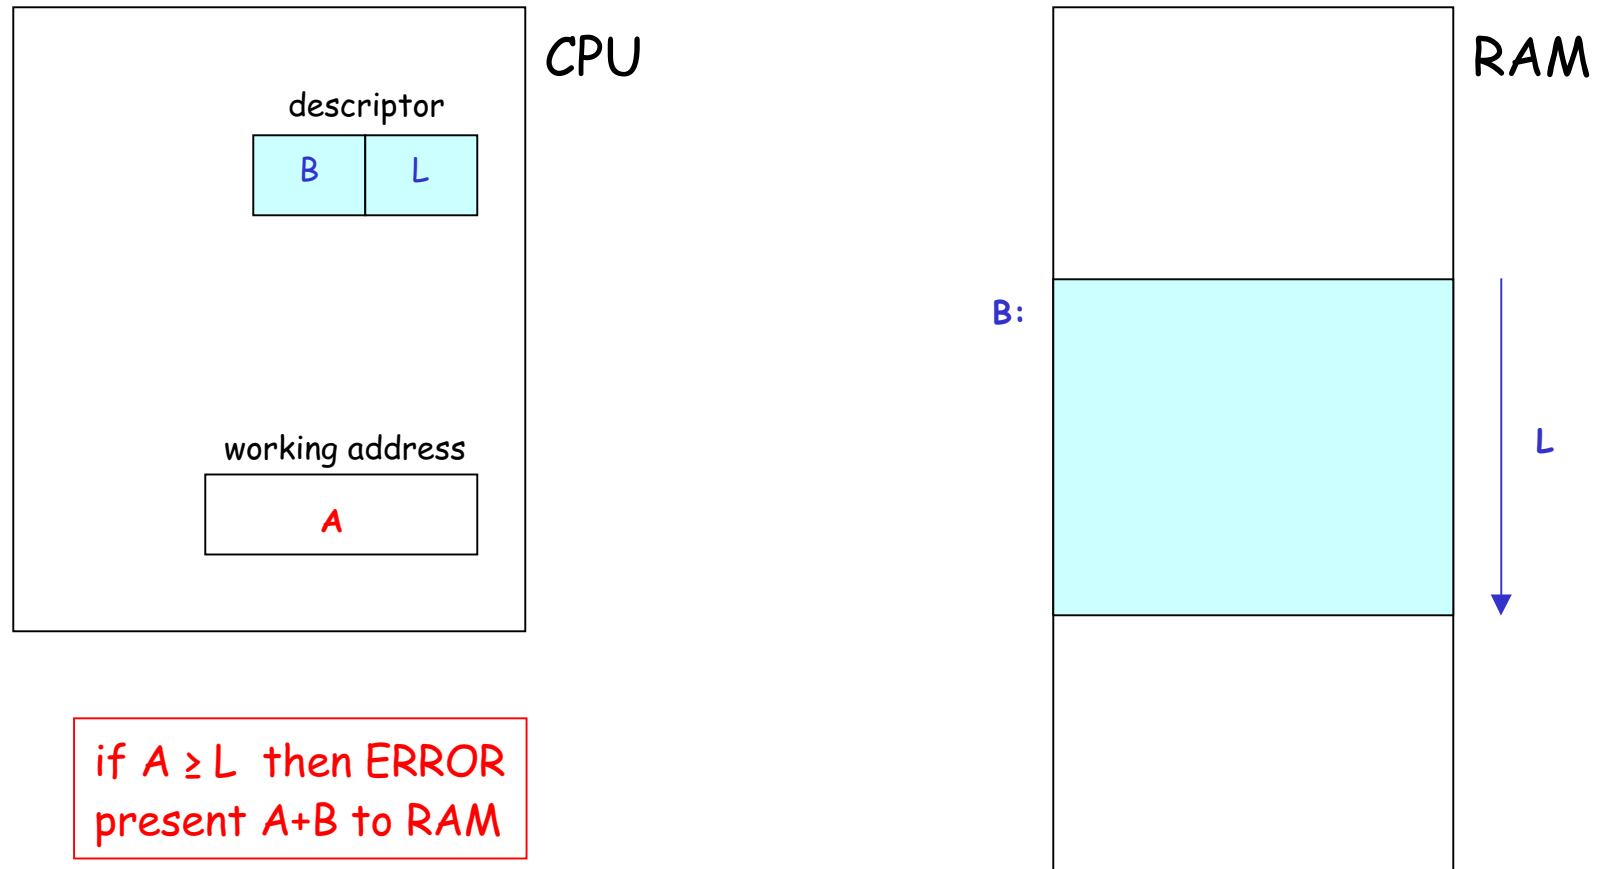 CPU
RAM
descriptor
B L
B:
L
working address
A
if A ≥ L then ERROR
present A+B to RAM